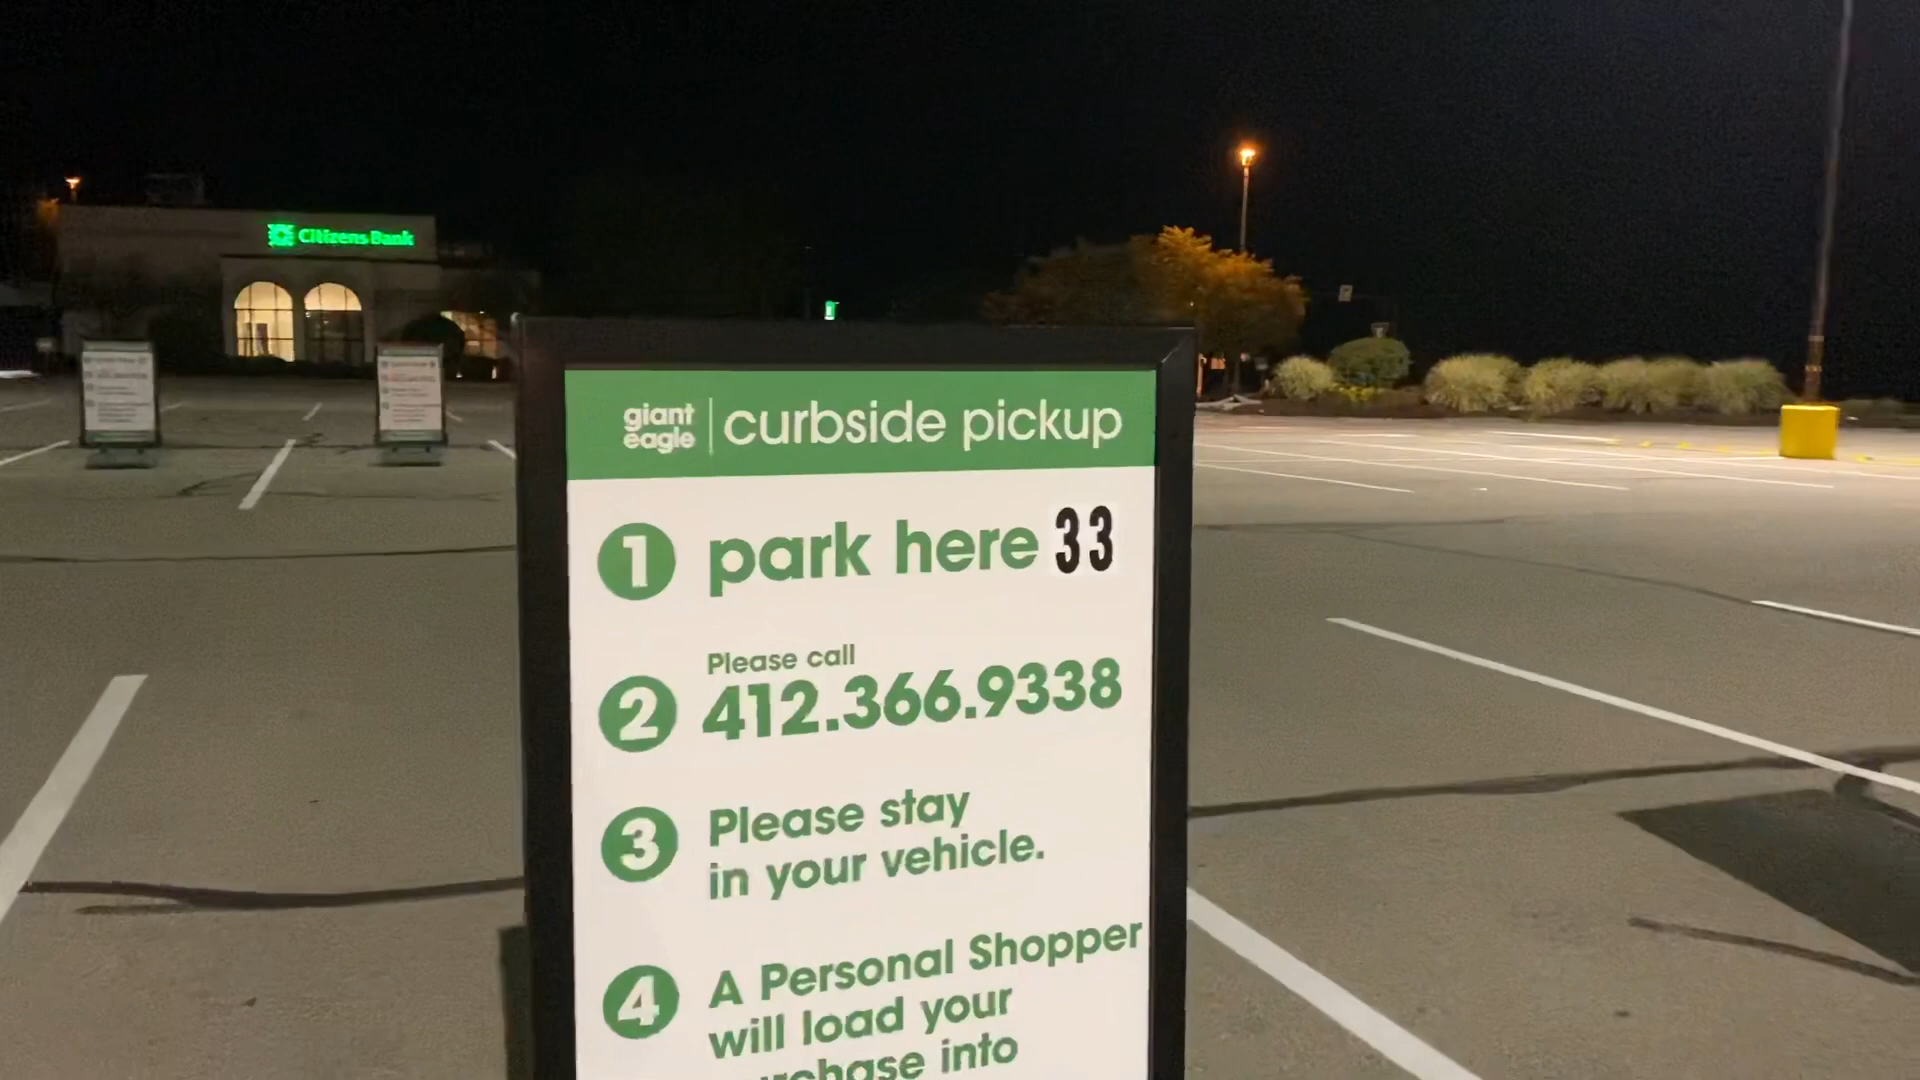 Citizens Bank
giant eagle | curbside pickup
1 park here 33
Please call
2 412.366.9338
3 Please stay
in your vehicle.
4 A Personal Shopper
will load your
into